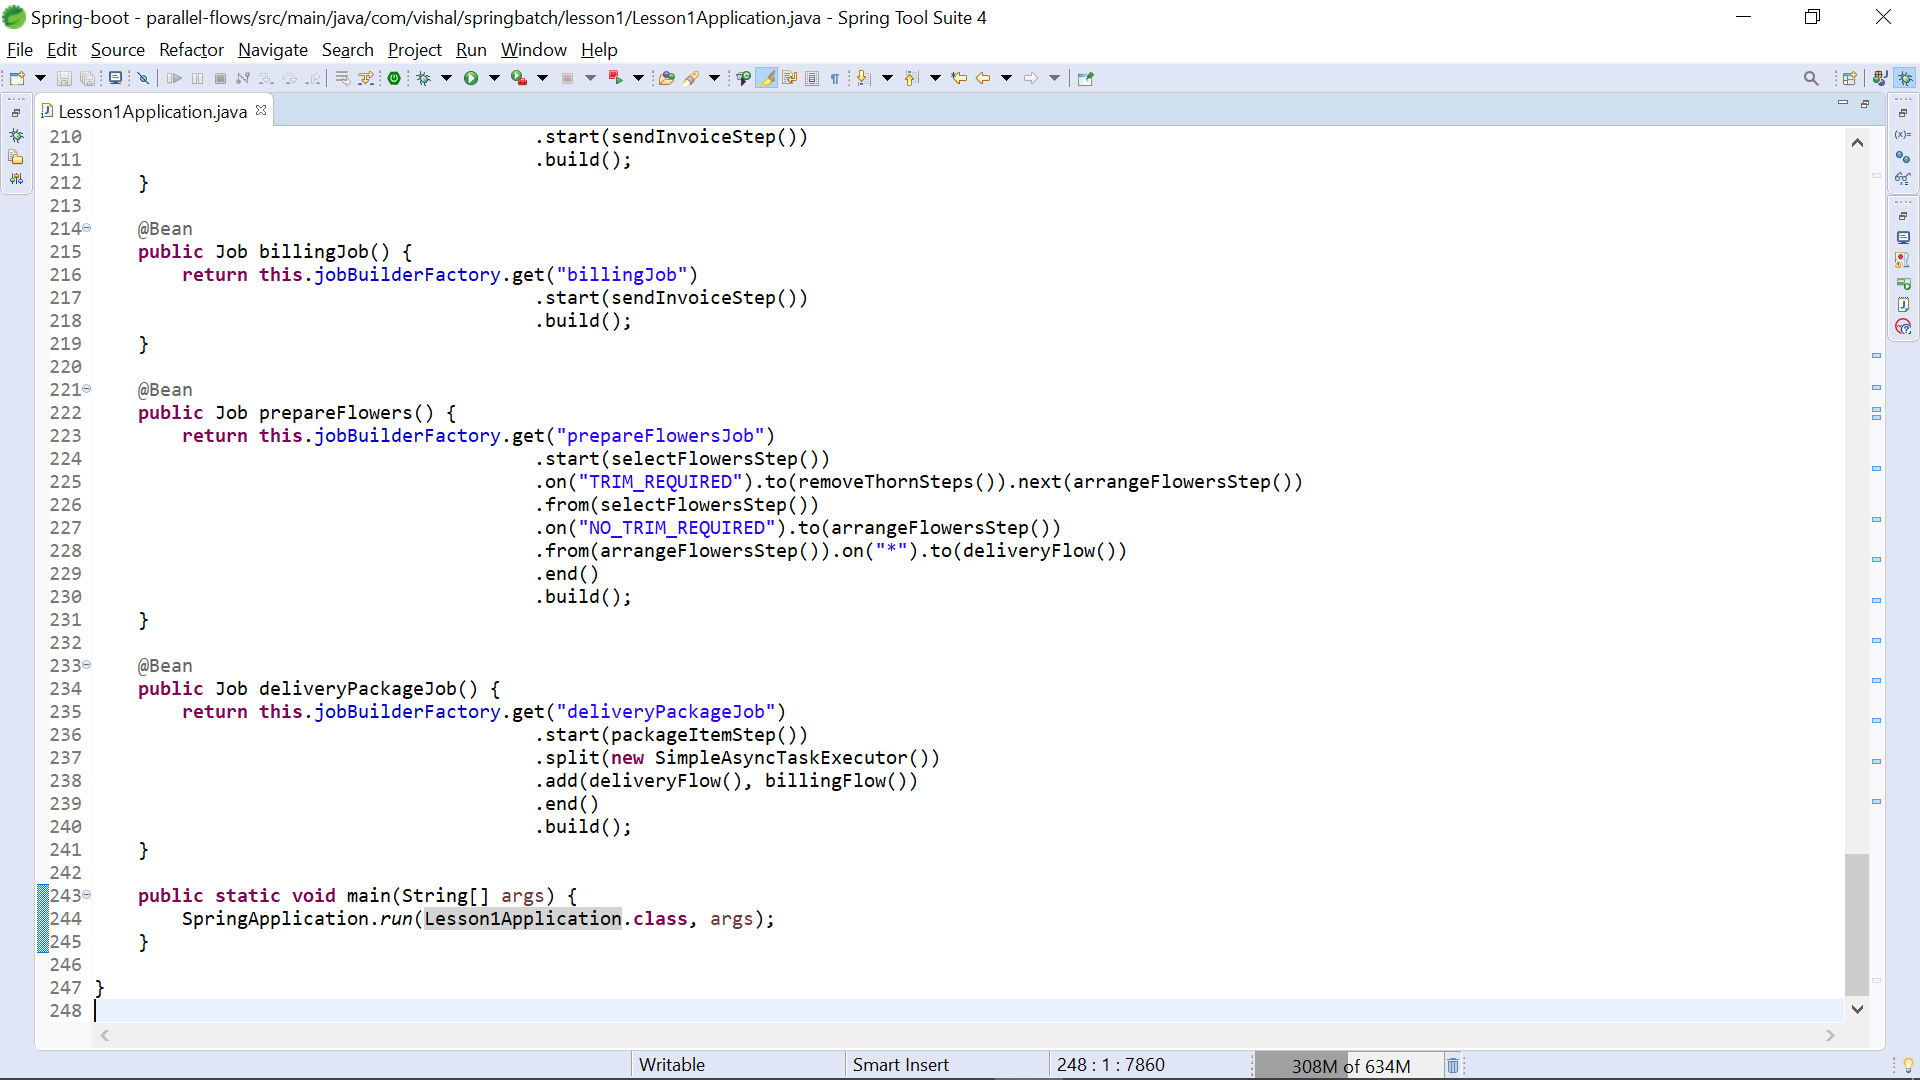 Spring-boot - parallel-flows/src/main/java/com/vishal/springbatch/lesson1/Lesson1Application.java - Spring Tool Suite 4
File Edit Source Refactor Navigate Search Project Run Window Help
Lesson1Application.java
210 .start(sendInvoiceStep())
211 .build();
212 }
213
214 @Bean
215 public Job billingJob() {
216 return this.jobBuilderFactory.get("billingJob")
217 .start(sendInvoiceStep())
218 .build();
219 }
220
221 @Bean
222 public Job prepareFlowers() {
223 return this.jobBuilderFactory.get("prepareFlowersJob")
224 .start(selectFlowersStep())
225 .on("TRIM_REQUIRED").to(removeThornSteps()).next(arrangeFlowersStep())
226 .from(selectFlowersStep())
227 .on("NO_TRIM_REQUIRED").to(arrangeFlowersStep())
228 .from(arrangeFlowersStep()).on("*").to(deliveryFlow())
229 .end()
230 .build();
231 }
232
233 @Bean
234 public Job deliveryPackageJob() {
235 return this.jobBuilderFactory.get("deliveryPackageJob")
236 .start(packageItemStep())
237 .split(new SimpleAsyncTaskExecutor())
238 .add(deliveryFlow(), billingFlow())
239 .end()
240 .build();
241 }
242
243 public static void main(String[] args) {
244 SpringApplication.run(Lesson1Application.class, args);
245 }
246
247 }
248
Writable Smart Insert 248 : 1 : 7860 308M of 634M